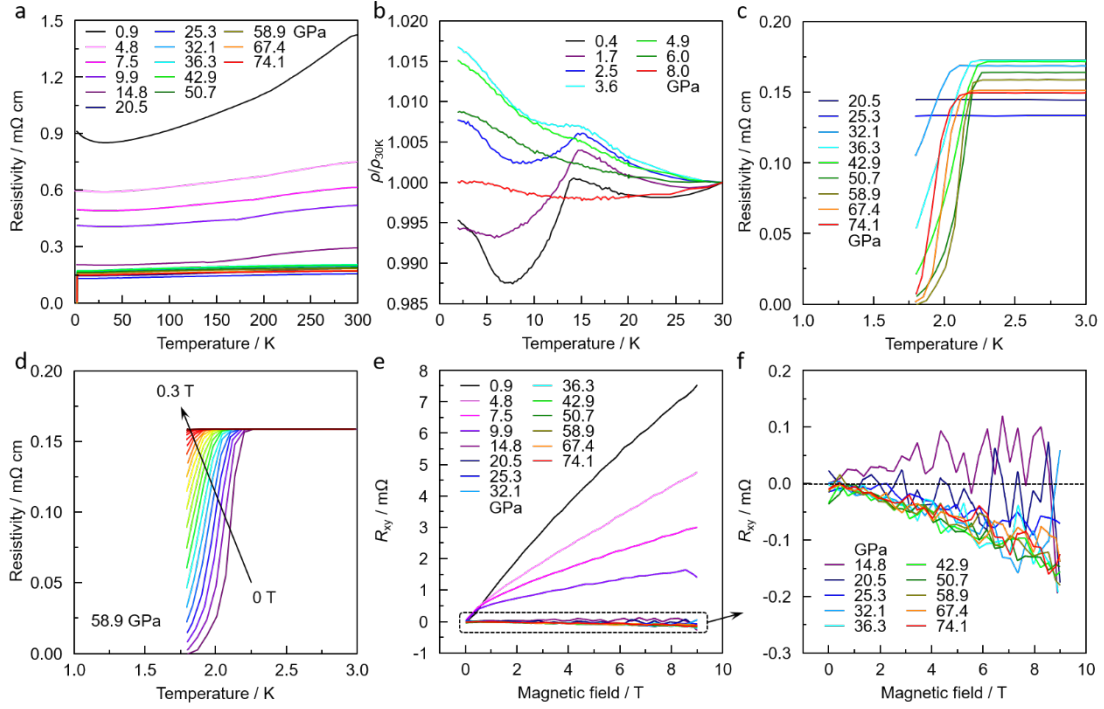 a
1.5
1.2
0.9
0.6
0.3
0.0
Resistivity / mΩ cm
0.9 25.3 58.9 GPa
4.8 32.1 67.4
7.5 36.3 74.1
9.9 42.9
14.8 50.7
20.5
0 50 100 150 200 250 300
Temperature / K
b
1.020
1.015
1.010
1.005
1.000
0.995
0.990
0.985
ρ/ρ30K
0.4 4.9
1.7 6.0
2.5 8.0
3.6 GPa
0 5 10 15 20 25 30
Temperature / K
c
0.20
0.15
0.10
0.05
0.00
Resistivity / mΩ cm
20.5
25.3
32.1
36.3
42.9
50.7
58.9
67.4
74.1
GPa
1.0 1.5 2.0 2.5 3.0
Temperature / K
d
0.20
0.15
0.10
0.05
0.00
Resistivity / mΩ cm
0.3 T
0 T
58.9 GPa
1.0 1.5 2.0 2.5 3.0
Temperature / K
e
8
7
6
5
4
3
2
1
0
-1
Rxy / mΩ
0.9 36.3
4.8 42.9
7.5 50.7
9.9 58.9
14.8 67.4
20.5 74.1
25.3
32.1
GPa
0 2 4 6 8 10
Magnetic field / T
f
0.2
0.1
0.0
-0.1
-0.2
-0.3
Rxy / mΩ
GPa
14.8 42.9
20.5 50.7
25.3 58.9
32.1 67.4
36.3 74.1
0 2 4 6 8 10
Magnetic field / T